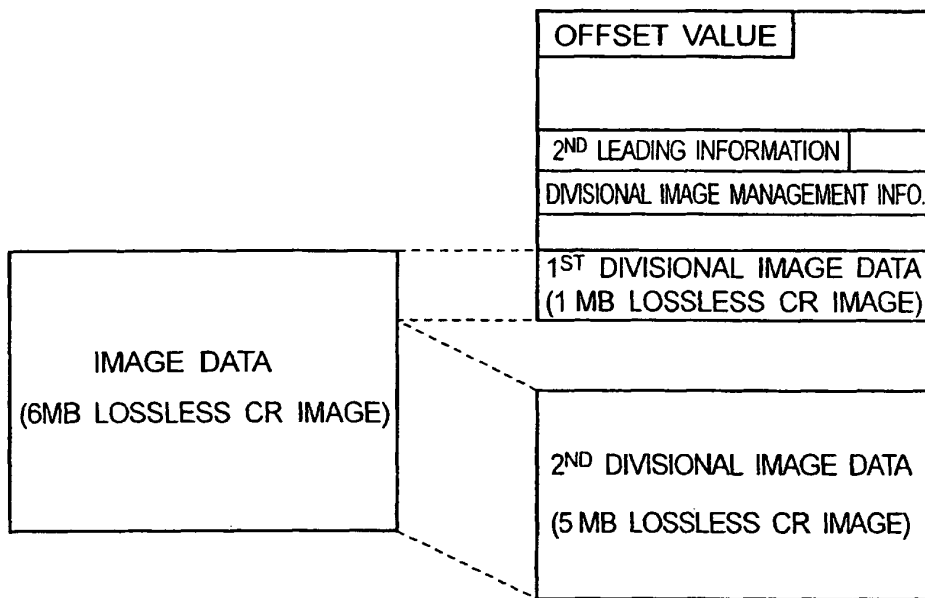 OFFSET VALUE
2ND LEADING INFORMATION
DIVISIONAL IMAGE MANAGEMENT INFO.
1ST DIVISIONAL IMAGE DATA
(1 MB LOSSLESS CR IMAGE)
IMAGE DATA
(6MB LOSSLESS CR IMAGE)
2ND DIVISIONAL IMAGE DATA
(5 MB LOSSLESS CR IMAGE)